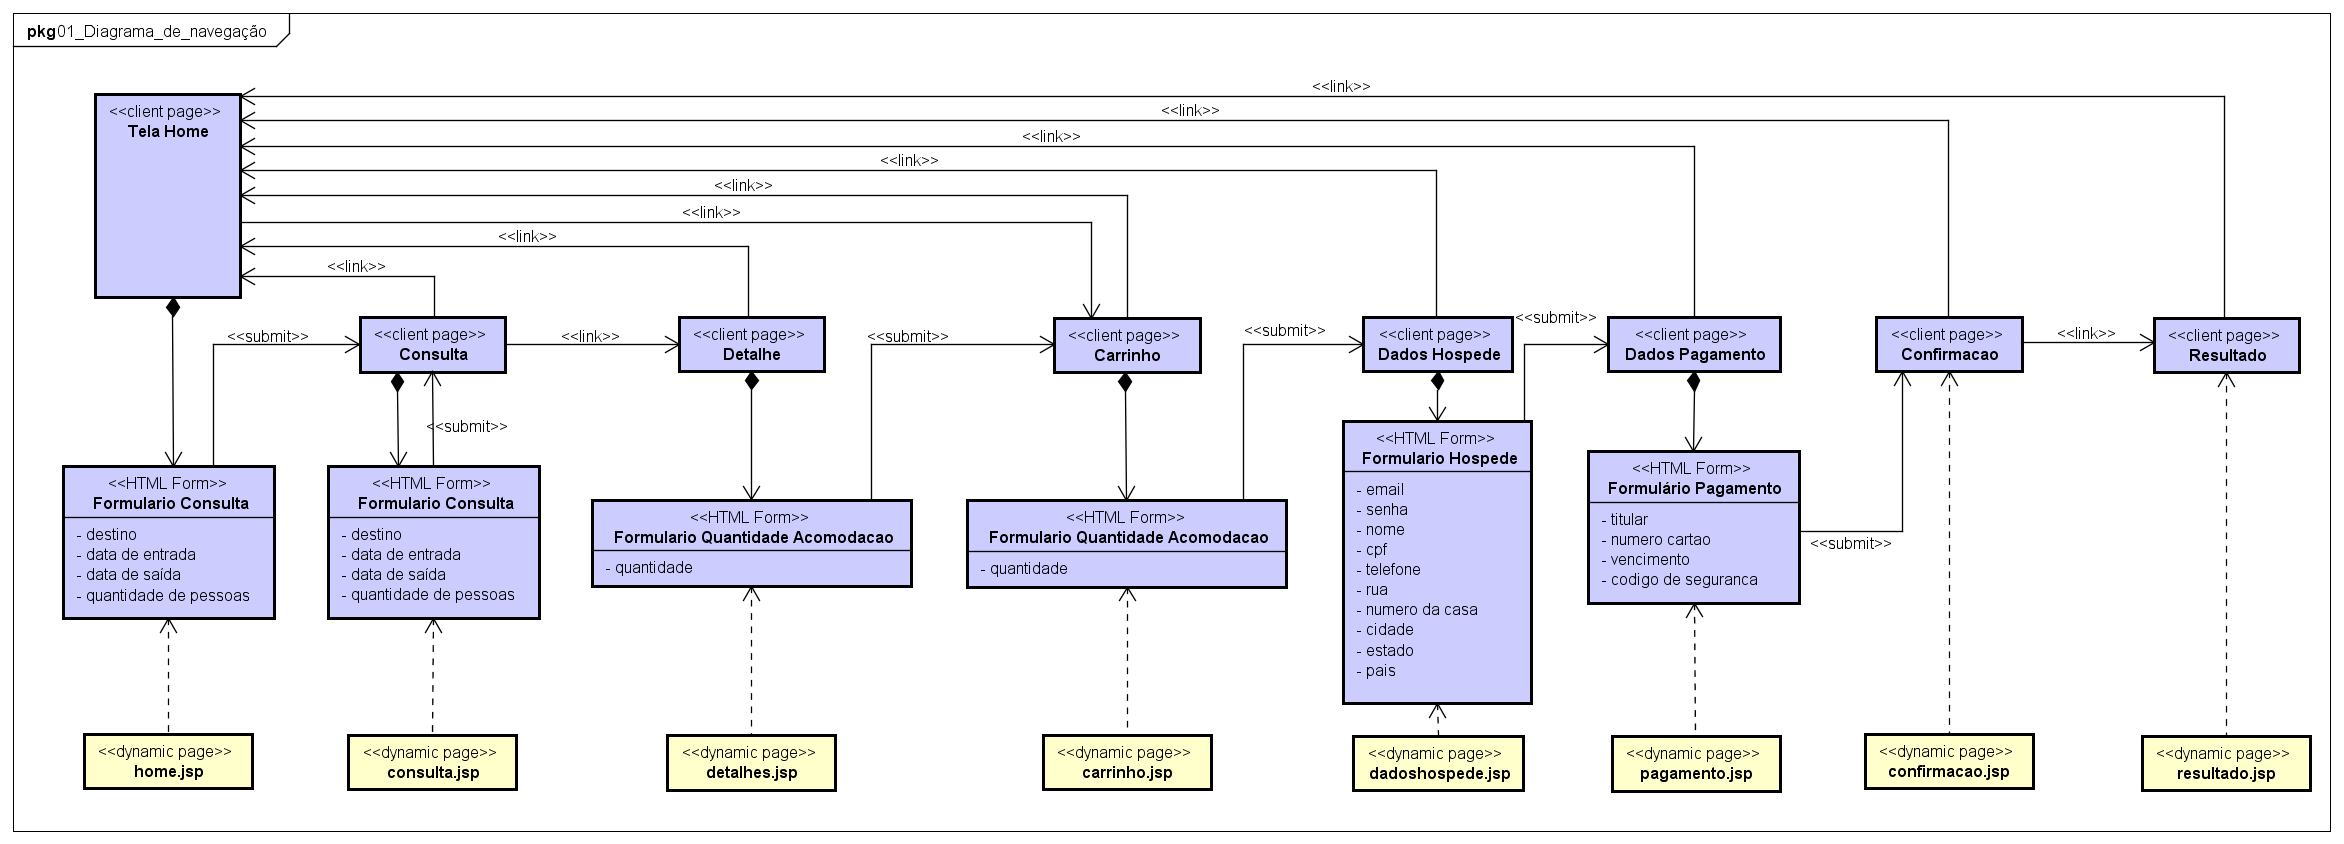 pkg01_Diagrama_de_navegação
<<link>>
<<link>>
<<link>>
<<link>>
<<link>>
<<link>>
<<link>>
<<link>>
<<client page>>
Tela Home
<<submit>>
<<client page>>
Consulta
<<link>>
<<client page>>
Detalhe
<<submit>>
<<client page>>
Carrinho
<<submit>>
<<client page>>
Dados Hospede
<<submit>>
<<client page>>
Dados Pagamento
<<client page>>
Confirmacao
<<link>>
<<client page>>
Resultado
<<submit>>
<<HTML Form>>
Formulario Consulta
- destino
- data de entrada
- data de saída
- quantidade de pessoas
<<HTML Form>>
Formulario Consulta
- destino
- data de entrada
- data de saída
- quantidade de pessoas
<<HTML Form>>
Formulario Quantidade Acomodacao
- quantidade
<<HTML Form>>
Formulario Quantidade Acomodacao
- quantidade
<<HTML Form>>
Formulario Hospede
- email
- senha
- nome
- cpf
- telefone
- rua
- numero da casa
- cidade
- estado
- pais
<<HTML Form>>
Formulário Pagamento
- titular
- numero cartao
- vencimento
- codigo de seguranca
<<submit>>
<<dynamic page>>
home.jsp
<<dynamic page>>
consulta.jsp
<<dynamic page>>
detalhes.jsp
<<dynamic page>>
carrinho.jsp
<<dynamic page>>
dadoshospede.jsp
<<dynamic page>>
pagamento.jsp
<<dynamic page>>
confirmacao.jsp
<<dynamic page>>
resultado.jsp